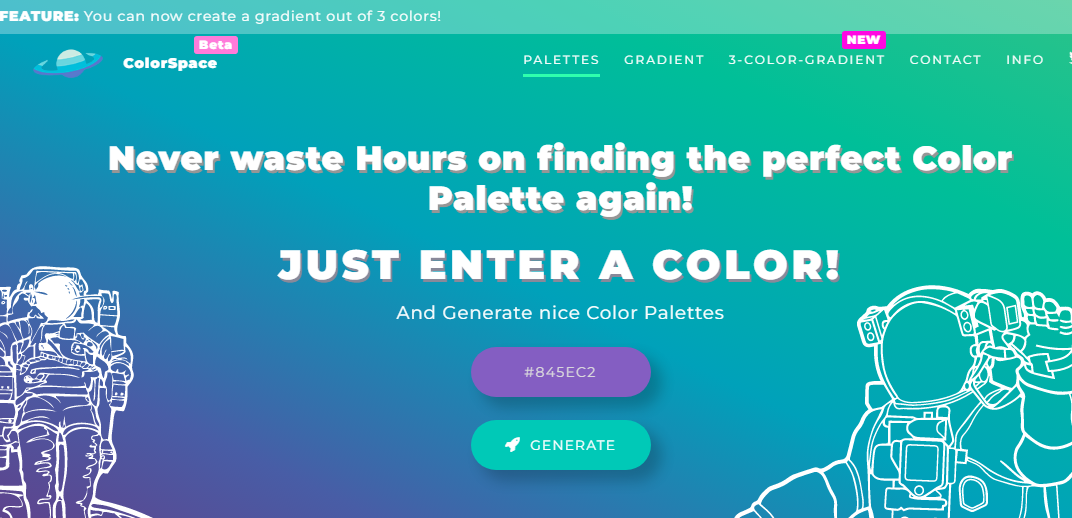 FEATURE: You can now create a gradient out of 3 colors!
Beta
ColorSpace
NEW
PALETTES GRADIENT 3-COLOR-GRADIENT CONTACT INFO
Never waste Hours on finding the perfect Color
Palette again!
JUST ENTER A COLOR!
And Generate nice Color Palettes
#845EC2
GENERATE